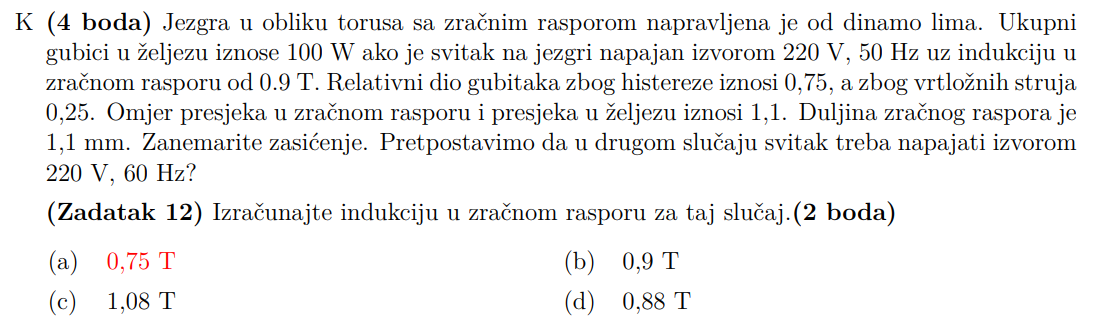 K (4 boda) Jezgra u obliku torusa sa zračnim rasporom napravljena je od dinamo lima. Ukupni
gubici u željezu iznose 100 W ako je svitak na jezgri napajan izvorom 220 V, 50 Hz uz indukciju u
zračnom rasporu od 0.9 T. Relativni dio gubitaka zbog histereze iznosi 0,75, a zbog vrtložnih struja
0,25. Omjer presjeka u zračnom rasporu i presjeka u željezu iznosi 1,1. Duljina zračnog raspora je
1,1 mm. Zanemarite zasićenje. Pretpostavimo da u drugom slučaju svitak treba napajati izvorom
220 V, 60 Hz?
(Zadatak 12) Izračunajte indukciju u zračnom rasporu za taj slučaj.(2 boda)
(a) 0,75 T (b) 0,9 T
(c) 1,08 T (d) 0,88 T